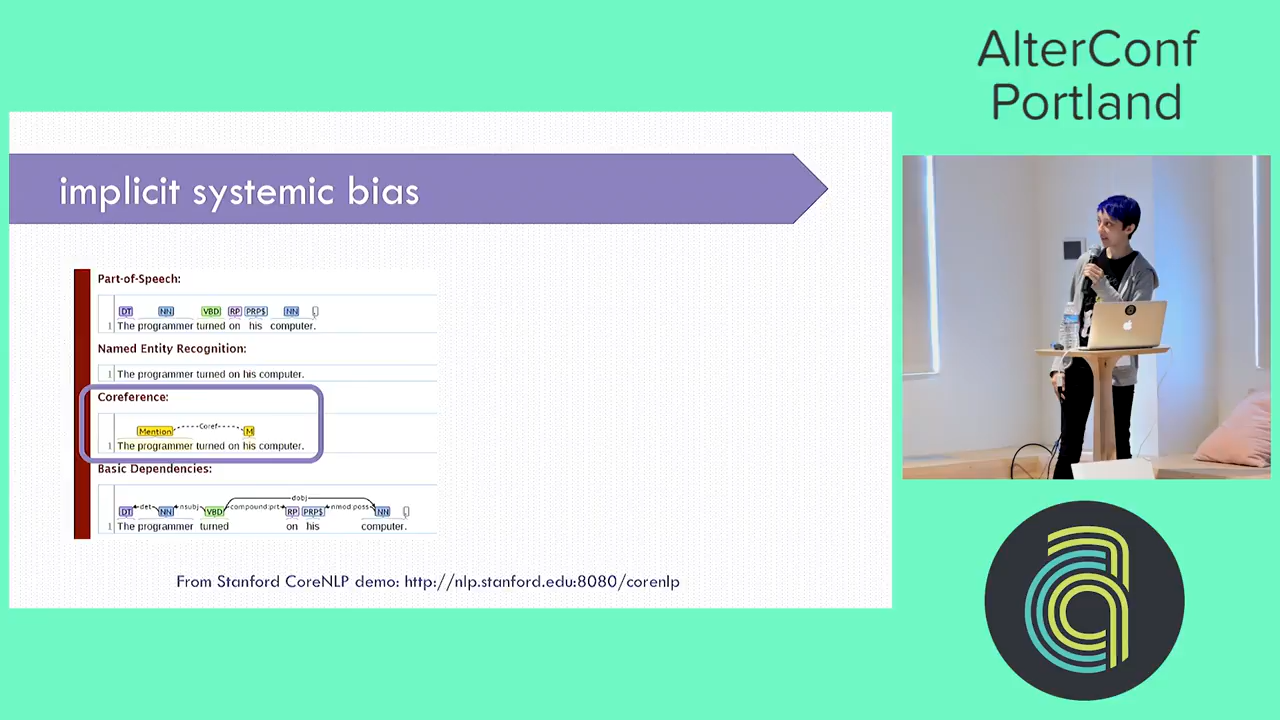 AlterConf
Portland
implicit systemic bias
Part-of-Speech:
DT NN VBD RP PRP$ NN .
1 The programmer turned on his computer.
Named Entity Recognition:
1 The programmer turned on his computer.
Coreference:
Mention Coref M
1 The programmer turned on his computer.
Basic Dependencies:
dobj
det nsubj compound:prt nmod:poss
DT NN VBD RP PRP$ NN .
1 The programmer turned on his computer.
From Stanford CoreNLP demo: http://nlp.stanford.edu:8080/corenlp